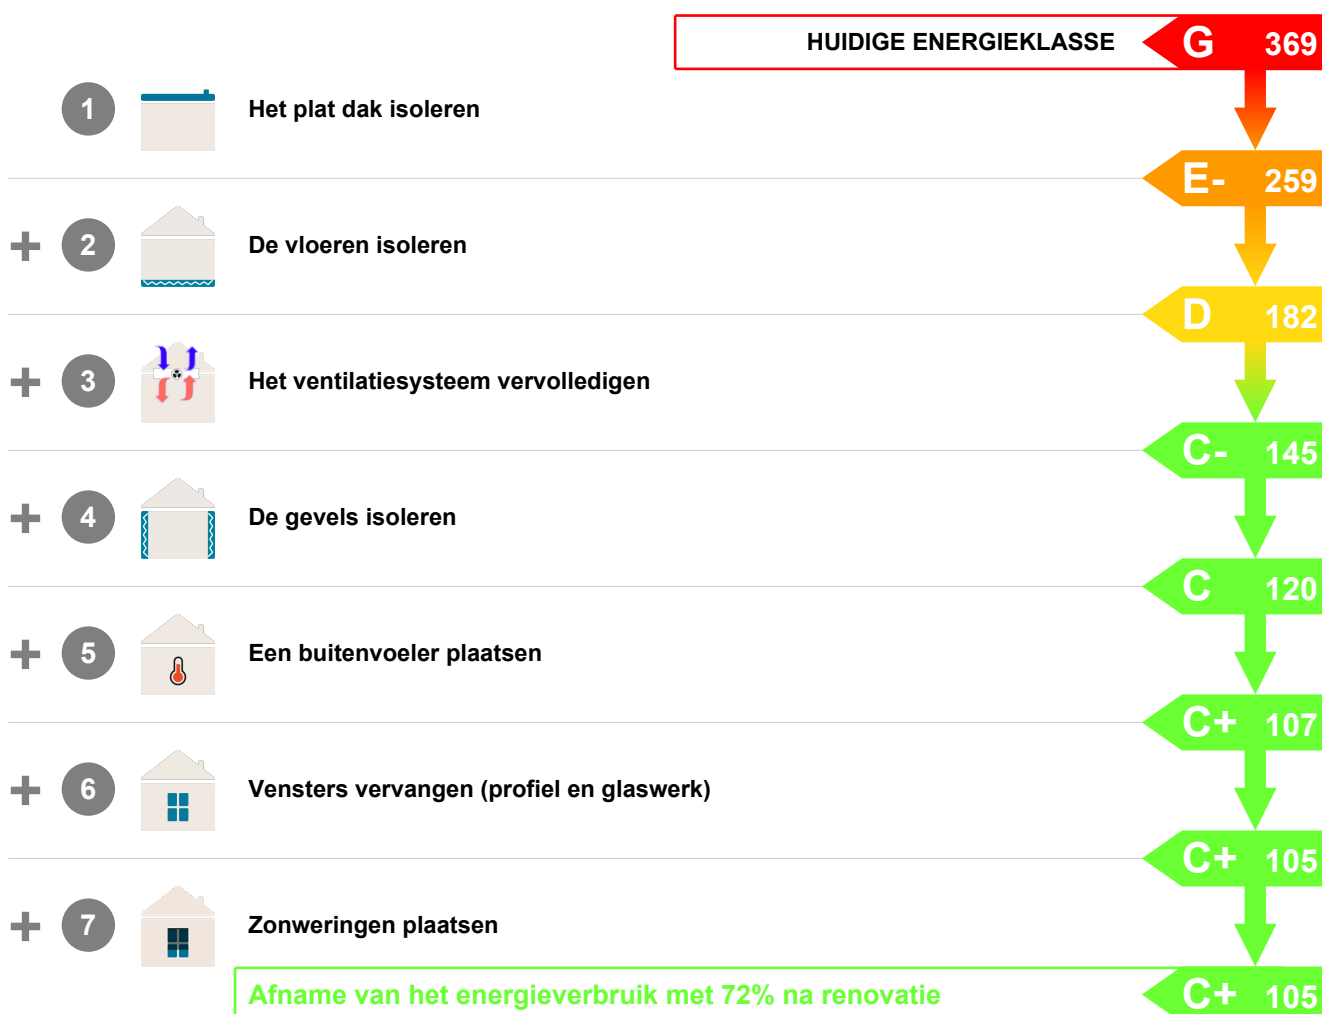 HUIDIGE ENERGIEKLASSE G 369
1 Het plat dak isoleren
E- 259
+ 2 De vloeren isoleren
D 182
+ 3 Het ventilatiesysteem vervolledigen
C- 145
+ 4 De gevels isoleren
C 120
+ 5 Een buitenvoeler plaatsen
C+ 107
+ 6 Vensters vervangen (profiel en glaswerk)
C+ 105
+ 7 Zonweringen plaatsen
Afname van het energieverbruik met 72% na renovatie C+ 105